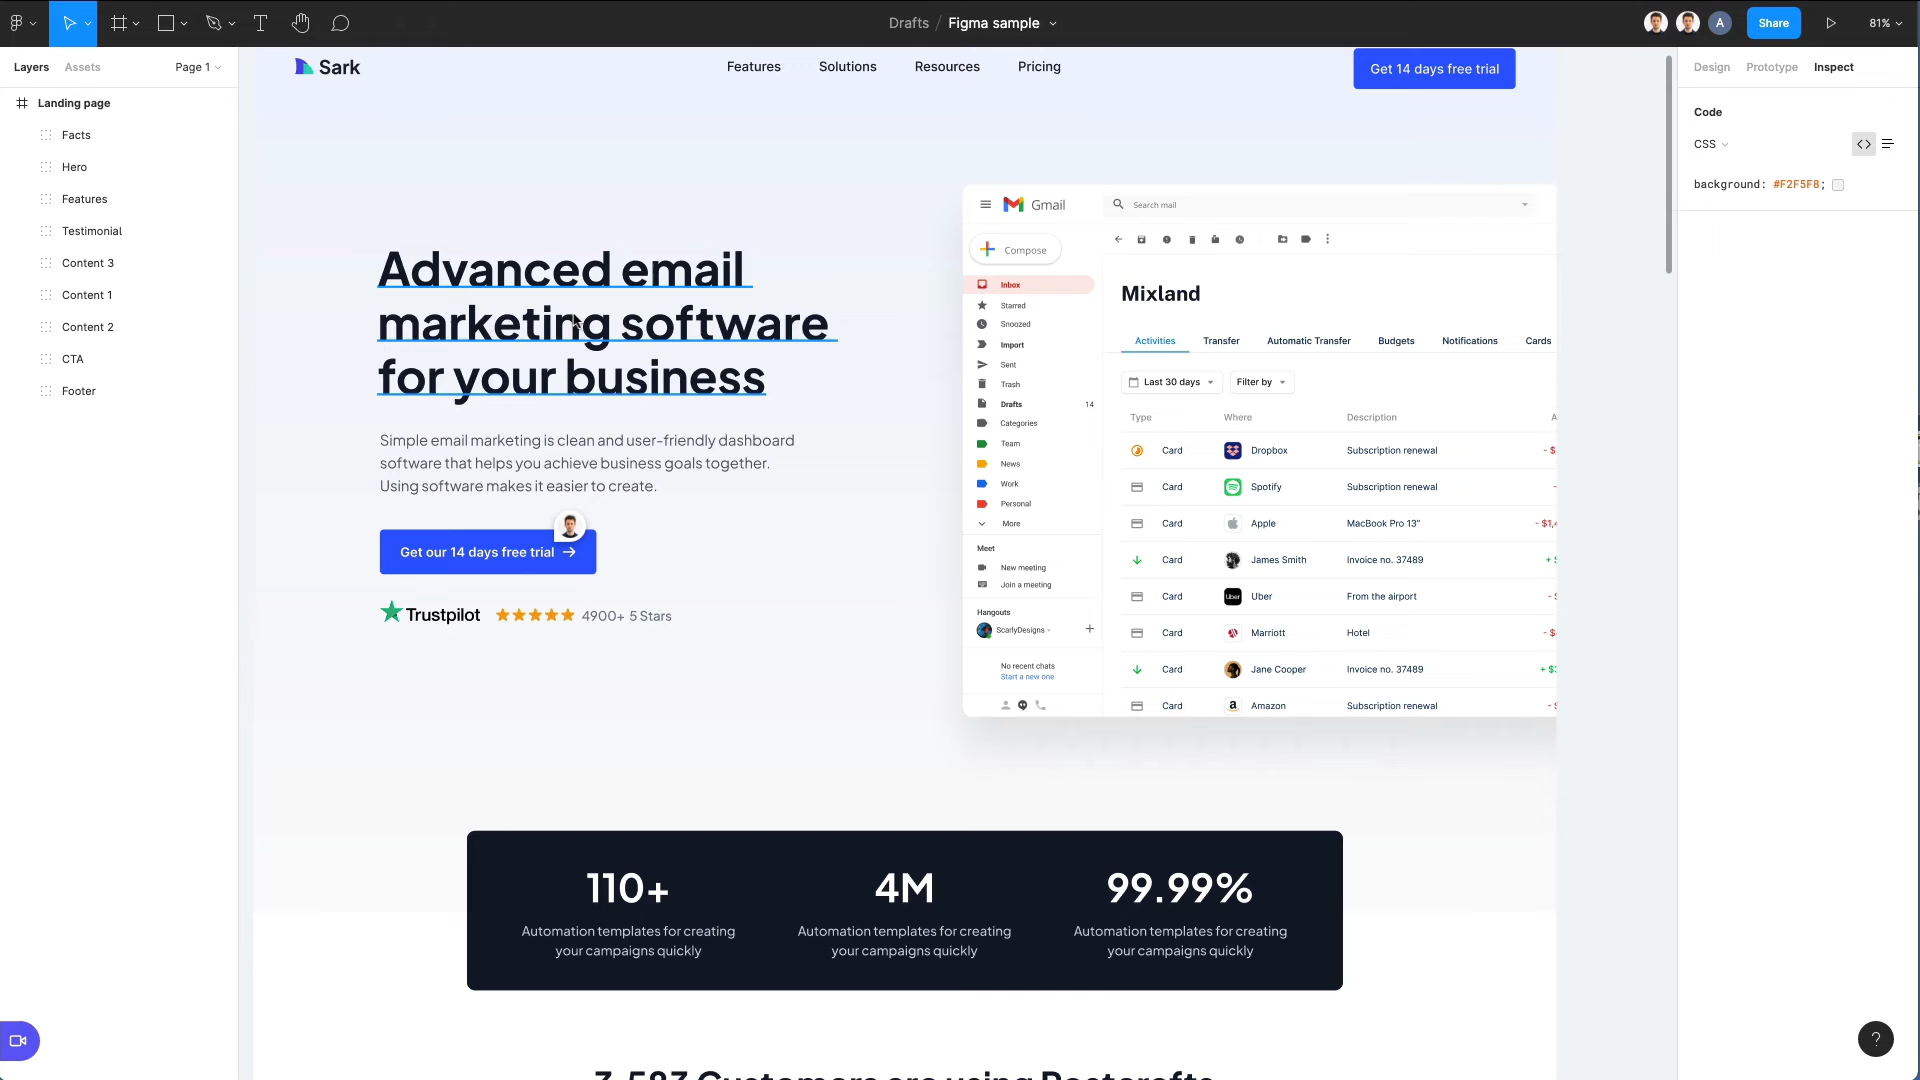 Drafts / Figma sample
A
Share
81%
Layers
Assets
Page 1
Landing page
Facts
Hero
Features
Testimonial
Content 3
Content 1
Content 2
CTA
Footer
Sark
Features
Solutions
Resources
Pricing
Get 14 days free trial
Advanced email
marketing software
for your business
Simple email marketing is clean and user-friendly dashboard
software that helps you achieve business goals together.
Using software makes it easier to create.
Get our 14 days free trial →
Trustpilot
4900+ 5 Stars
Gmail
Search mail
Compose
Inbox
Starred
Snoozed
Import
Sent
Trash
Drafts 14
Categories
Team
News
Work
Personal
More
Meet
New meeting
Join a meeting
Hangouts
ScarlyDesigns
No recent chats
Start a new one
Mixland
Activities
Transfer
Automatic Transfer
Budgets
Notifications
Cards
Last 30 days
Filter by
Type Where Description A
Card Dropbox Subscription renewal - $
Card Spotify Subscription renewal -
Card Apple MacBook Pro 13" - $1,4
Card James Smith Invoice no. 37489 + $
Card Uber From the airport - $
Card Marriott Hotel - $
Card Jane Cooper Invoice no. 37489 + $
Card Amazon Subscription renewal - $
110+
Automation templates for creating
your campaigns quickly
4M
Automation templates for creating
your campaigns quickly
99.99%
Automation templates for creating
your campaigns quickly
3,583 Customers are using
Design
Prototype
Inspect
Code
CSS
background: #F2F5F8;
?